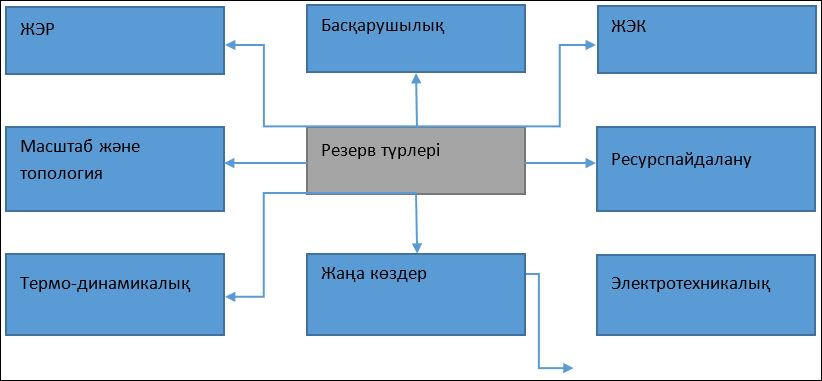 ЖЭР
Басқарушылық
ЖЭК
Масштаб және
топология
Резерв түрлері
Ресурспайдалану
Термо-динамикалық
Жаңа көздер
Электротехникалық